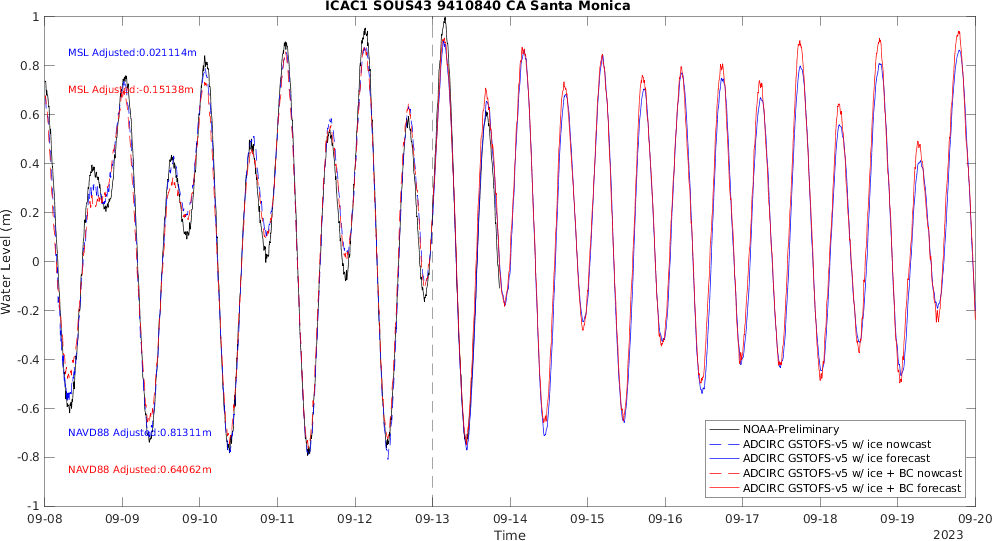 ICAC1 SOUS43 9410840 CA Santa Monica
1
0.8
0.6
0.4
0.2
0
-0.2
-0.4
-0.6
-0.8
-1
Water Level (m)
MSL Adjusted:0.021114m
MSL Adjusted:-0.15138m
NAVD88 Adjusted:0.81311m
NAVD88 Adjusted:0.64062m
NOAA-Preliminary
ADCIRC GSTOFS-v5 w/ ice nowcast
ADCIRC GSTOFS-v5 w/ ice forecast
ADCIRC GSTOFS-v5 w/ ice + BC nowcast
ADCIRC GSTOFS-v5 w/ ice + BC forecast
09-08 09-09 09-10 09-11 09-12 09-13 09-14 09-15 09-16 09-17 09-18 09-19 09-20
Time
2023